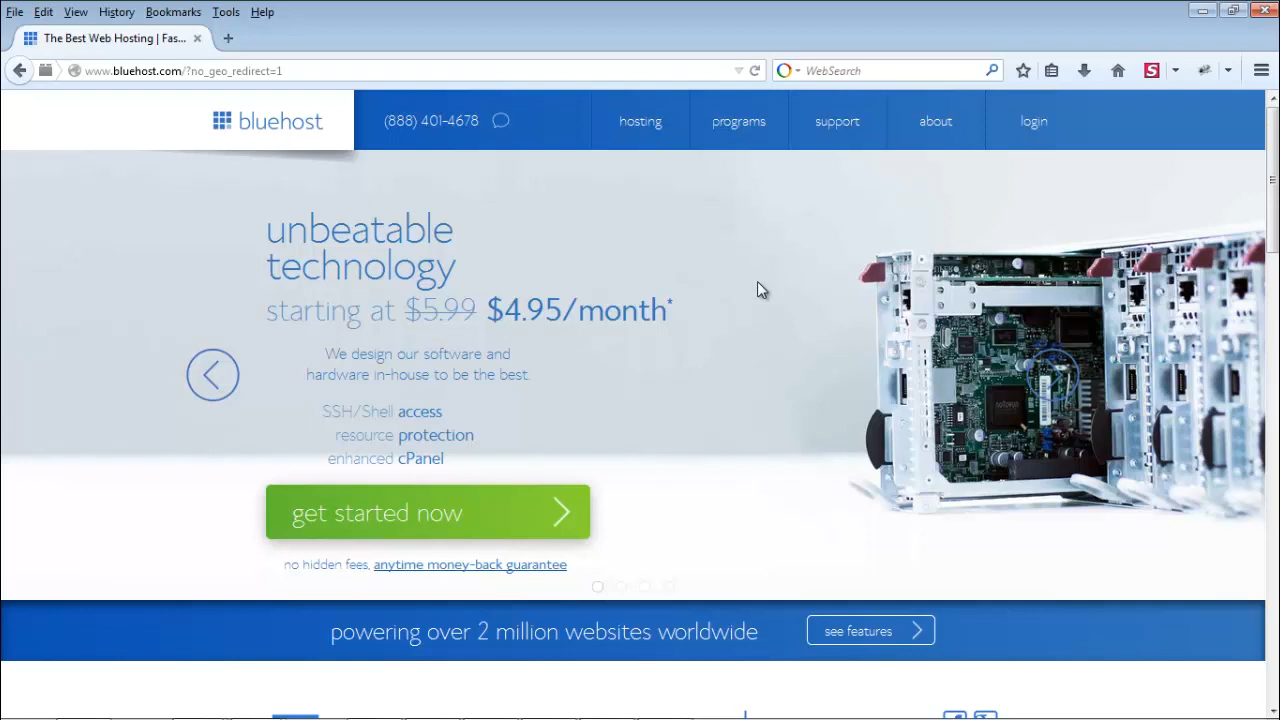 File Edit View History Bookmarks Tools Help
The Best Web Hosting | Fas...
www.bluehost.com/?no_geo_redirect=1
WebSearch
bluehost
(888) 401-4678
hosting
programs
support
about
login
unbeatable
technology
starting at $5.99 $4.95/month*
We design our software and
hardware in-house to be the best.
SSH/Shell access
resource protection
enhanced cPanel
get started now
no hidden fees, anytime money-back guarantee
powering over 2 million websites worldwide
see features